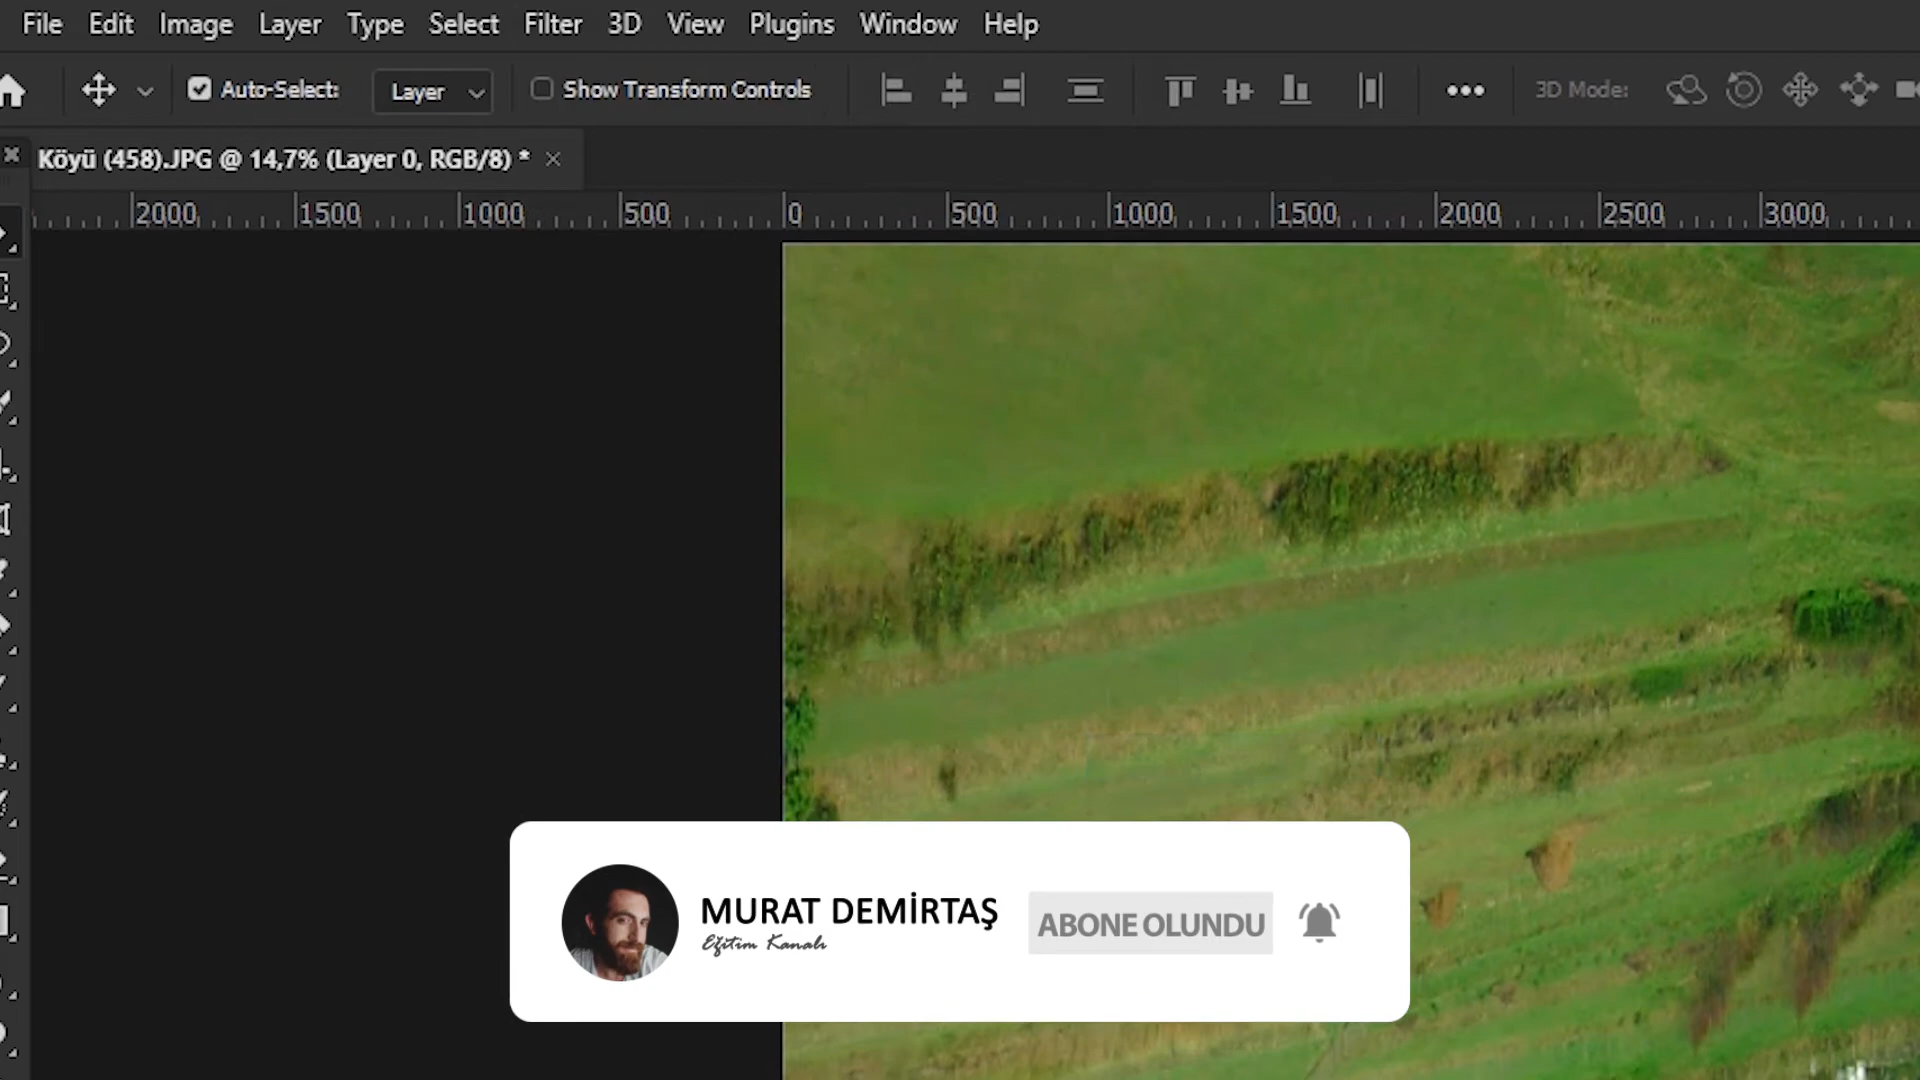 File Edit Image Layer Type Select Filter 3D View Plugins Window Help
Auto-Select: Layer Show Transform Controls 3D Mode:
Köyü (458).JPG @ 14,7% (Layer 0, RGB/8) *
2000 1500 1000 500 0 500 1000 1500 2000 2500 3000
MURAT DEMİRTAŞ
Eğitim Kanalı
ABONE OLUNDU